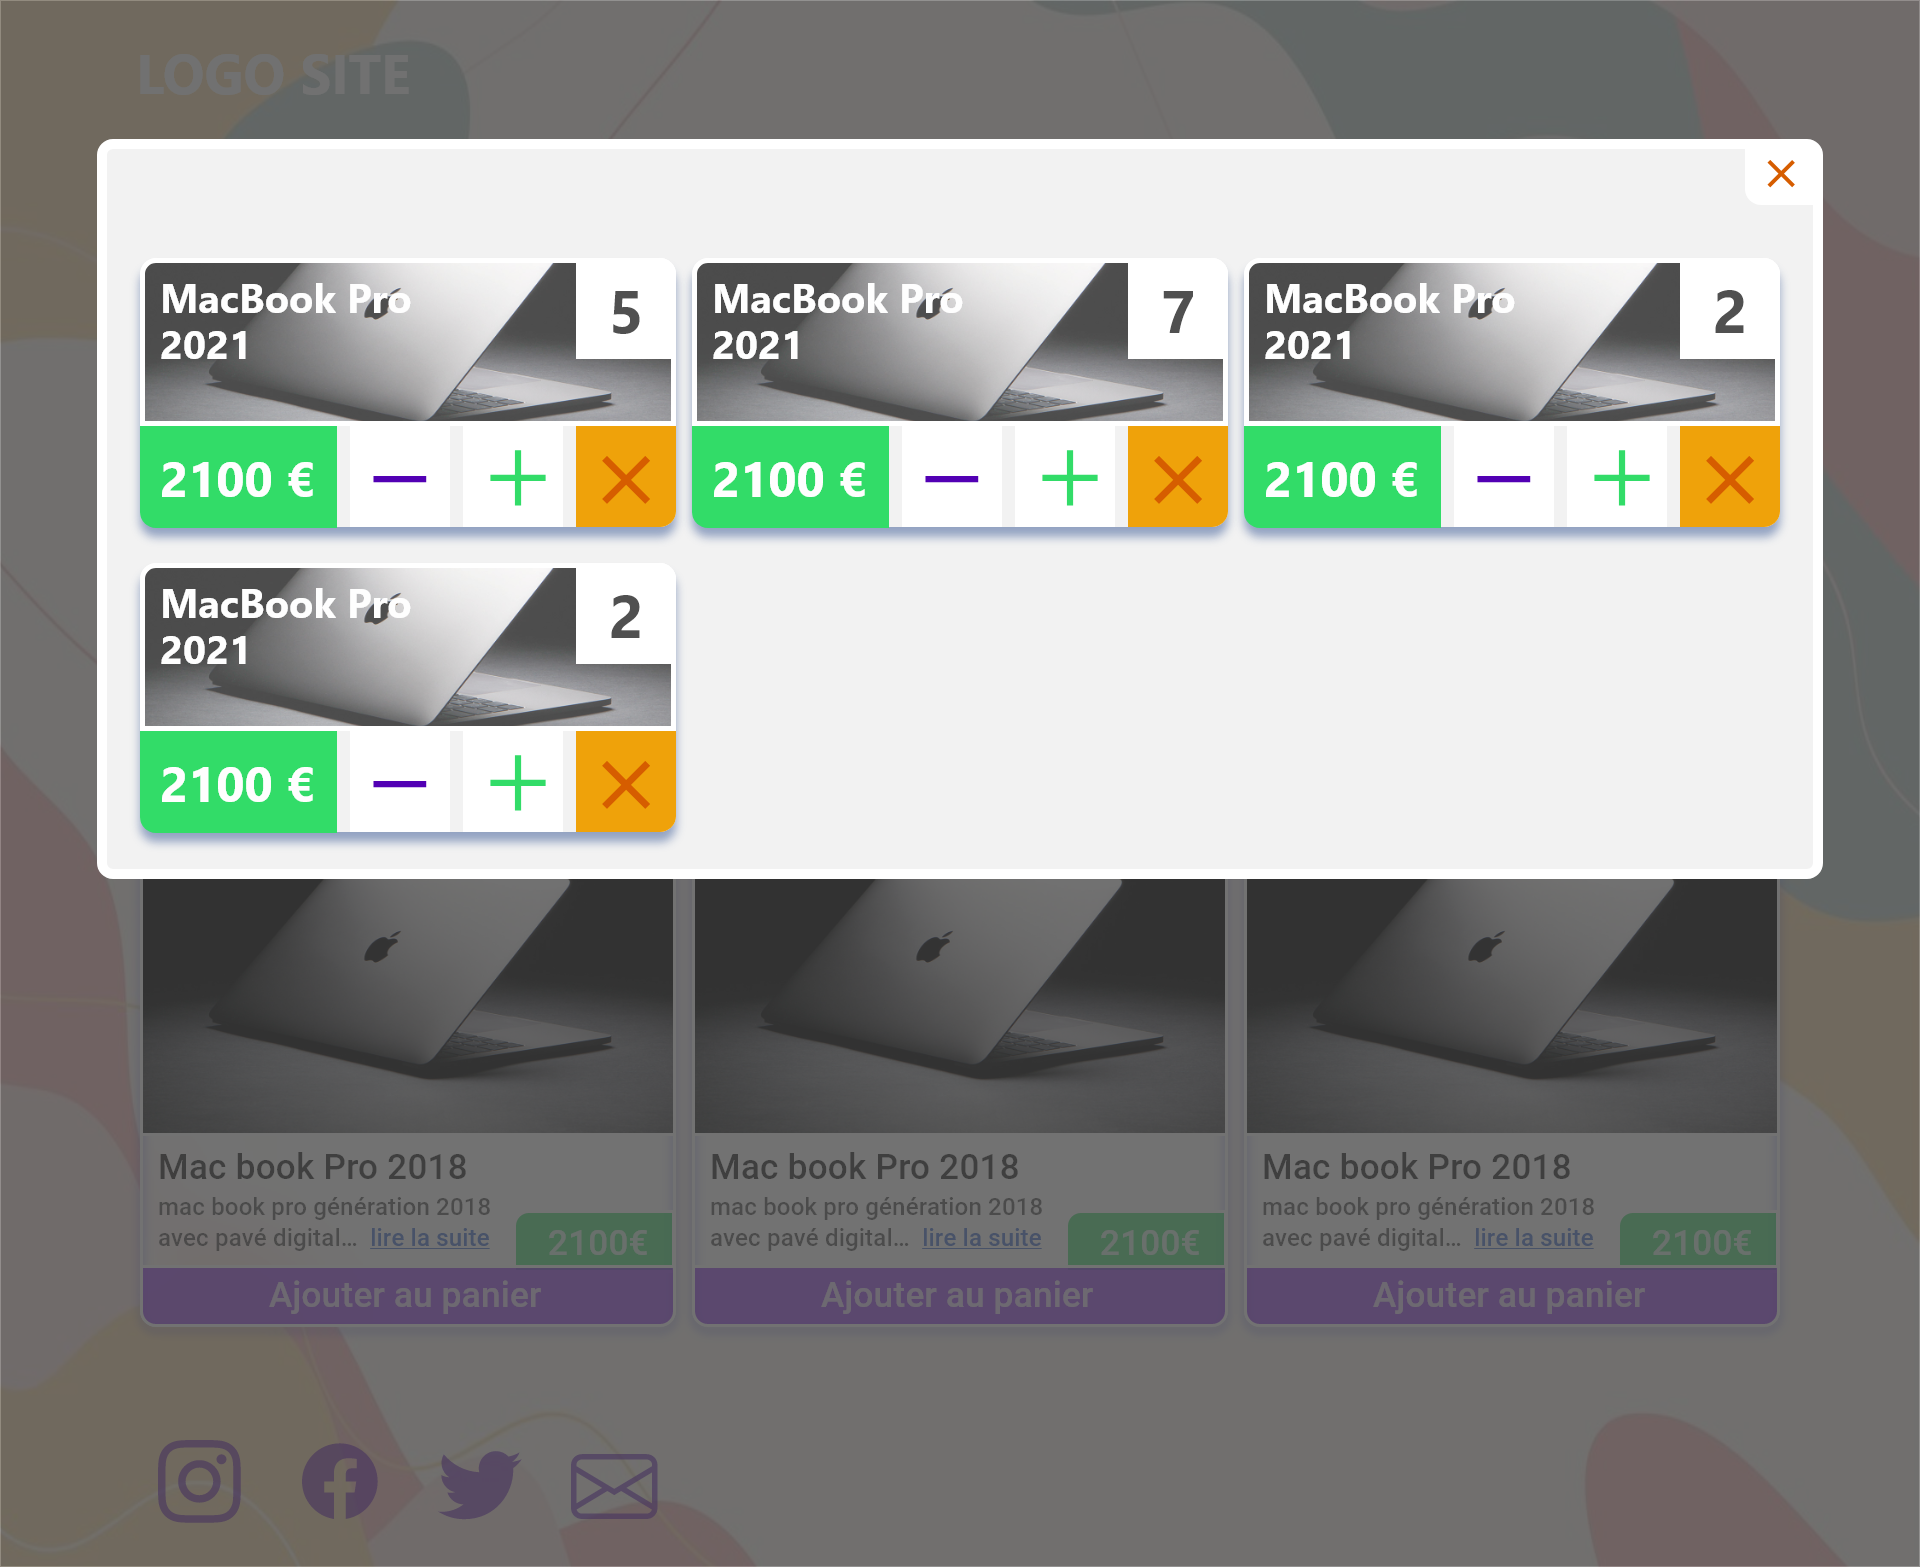 LOGO SITE
MacBook Pro
2021
5
2100 €
MacBook Pro
2021
7
2100 €
MacBook Pro
2021
2
2100 €
MacBook Pro
2021
2
2100 €
Mac book Pro 2018
mac book pro génération 2018
avec pavé digital... lire la suite
2100€
Ajouter au panier
Mac book Pro 2018
mac book pro génération 2018
avec pavé digital... lire la suite
2100€
Ajouter au panier
Mac book Pro 2018
mac book pro génération 2018
avec pavé digital... lire la suite
2100€
Ajouter au panier